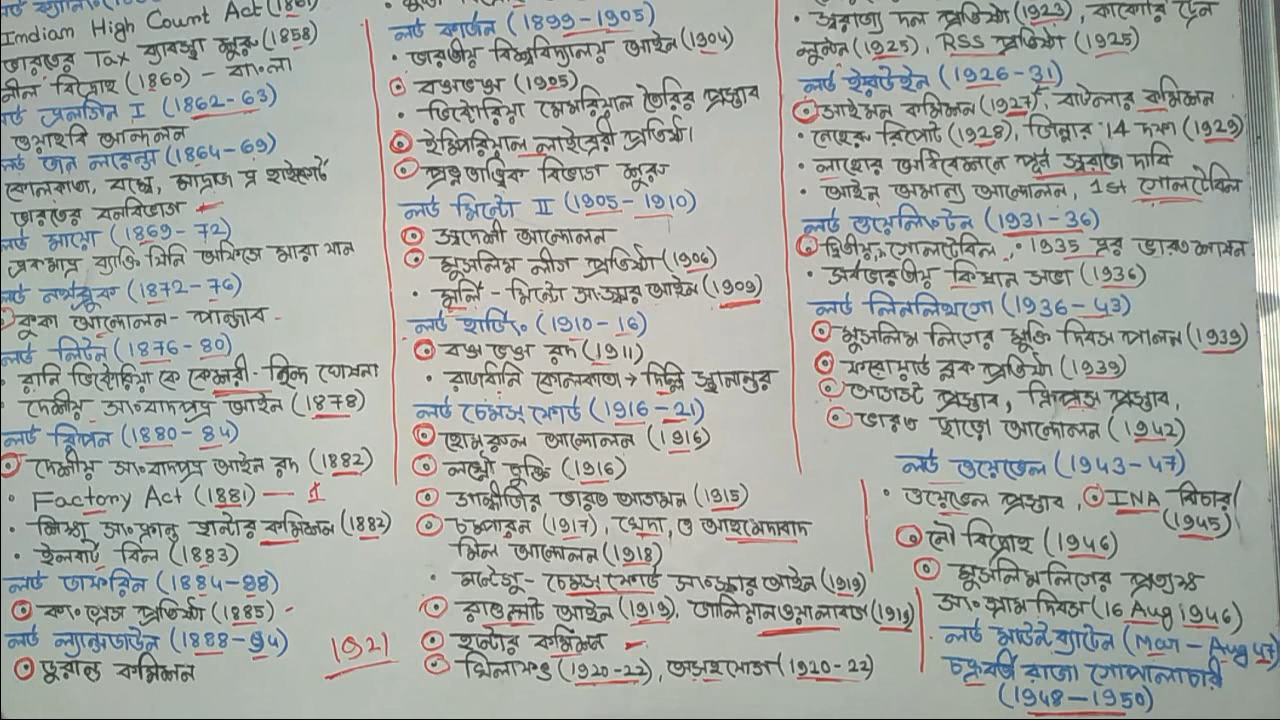 Indian High Count Act (1861)
ভারতের Tax ব্যবস্থা শুরু (1858)
নীল বিদ্রোহ (1860) - বাংলা
লর্ড এলগিন I (1862-63)
ওয়াহাবি আন্দোলন
লর্ড জন লরেন্স (1864-69)
কোলকাতা, বম্বে, মাদ্রাজ এ হাইকোর্ট
ভারতের বনবিভাগ
লর্ড মায়ো (1869-72)
একমাত্র ব্যক্তি যিনি অফিসে মারা যান
লর্ড নর্থব্রুক (1872-76)
কুকা আন্দোলন - পাঞ্জাব
লর্ড লিটন (1876-80)
রানি ভিক্টোরিয়া কে কেশরী-হিন্দ ঘোষনা
দেশীয় সংবাদপত্র আইন (1878)
লর্ড রিপন (1880-84)
দেশীয় সংবাদপত্র আইন রদ (1882)
Factory Act (1881) — 1
শিক্ষা সংক্রান্ত হান্টার কমিশন (1882)
ইলবার্ট বিল (1883)
লর্ড ডাফরিন (1884-88)
কংগ্রেস প্রতিষ্ঠা (1885)
লর্ড ল্যান্সডাউন (1888-94)
ডুরান্ড কমিশন
1921
লর্ড কার্জন (1899-1905)
ভারতীয় বিশ্ববিদ্যালয় আইন (1904)
বঙ্গভঙ্গ (1905)
ভিক্টোরিয়া মেমরিয়াল তৈরির প্রস্তাব
ইম্পিরিয়াল লাইব্রেরী প্রতিষ্ঠা
প্রত্নতাত্ত্বিক বিভাগ শুরু
লর্ড মিন্টো II (1905-1910)
স্বদেশী আন্দোলন
মুসলিম লীগ প্রতিষ্ঠা (1906)
মর্লি - মিন্টো সংস্কার আইন (1909)
লর্ড হার্ডিং (1910-16)
বঙ্গ ভঙ্গ রদ (1911)
রাজধানি কোলকাতা → দিল্লি স্থানান্তর
লর্ড চেমসফোর্ড (1916-21)
হোমরুল আন্দোলন (1916)
লখ্নৌ চুক্তি (1916)
গান্ধীজির ভারত আগমন (1915)
চম্পারন (1917), খেদা, ও আহমেদাবাদ
মিল আন্দোলন (1918)
মন্টেগু - চেমসফোর্ড সংস্কার আইন (1919)
রাওলাট আইন (1919), জালিয়ানওয়ালাবাগ (1919)
হান্টার কমিশন
খিলাফৎ (1920-22), অসহযোগ (1920-22)
স্বরাজ্য দল প্রতিষ্ঠা (1923), কাকোরি ট্রেন
লুন্ঠন (1925), RSS প্রতিষ্ঠা (1925)
লর্ড ইরউইন (1926-31)
সাইমন কমিশন (1927), বাটলার কমিশন
নেহেরু রিপোর্ট (1928), জিন্নার 14 দফা (1929)
লাহোর অধিবেশনে পূর্ণ স্বরাজ দাবি
আইন অমান্য আন্দোলন, 1st গোলটেবিল
লর্ড ওয়েলিংটন (1931-36)
দ্বিতীয় গোলটেবিল, 1935 এর ভারত শাসন
সর্বভারতীয় কিষান সভা (1936)
লর্ড লিনলিথগো (1936-43)
মুসলিম লিগের মুক্তি দিবস পালন (1939)
ফরোয়ার্ড ব্লক প্রতিষ্ঠা (1939)
আগস্ট প্রস্তাব, ক্রিপস প্রস্তাব,
ভারত ছাড়ো আন্দোলন (1942)
লর্ড ওয়েভেল (1943-47)
ওয়েভেল প্রস্তাব, INA বিচার
(1945)
নৌ বিদ্রোহ (1946)
মুসলিমলিগের প্রত্যক্ষ
সংগ্রাম দিবস (16 Aug 1946)
লর্ড মাউন্টব্যাটেন (Mar - Aug 47)
চক্রবর্তি রাজা গোপালাচারী
(1948-1950)